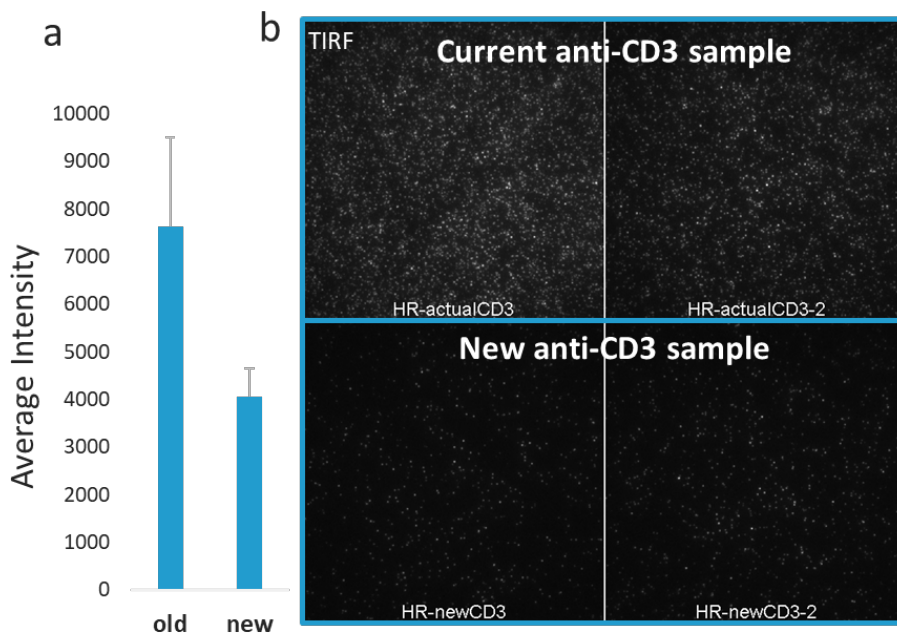 a
b
TIRF
Current anti-CD3 sample
HR-actualCD3
HR-actualCD3-2
New anti-CD3 sample
HR-newCD3
HR-newCD3-2
Average Intensity
10000
9000
8000
7000
6000
5000
4000
3000
2000
1000
0
old new